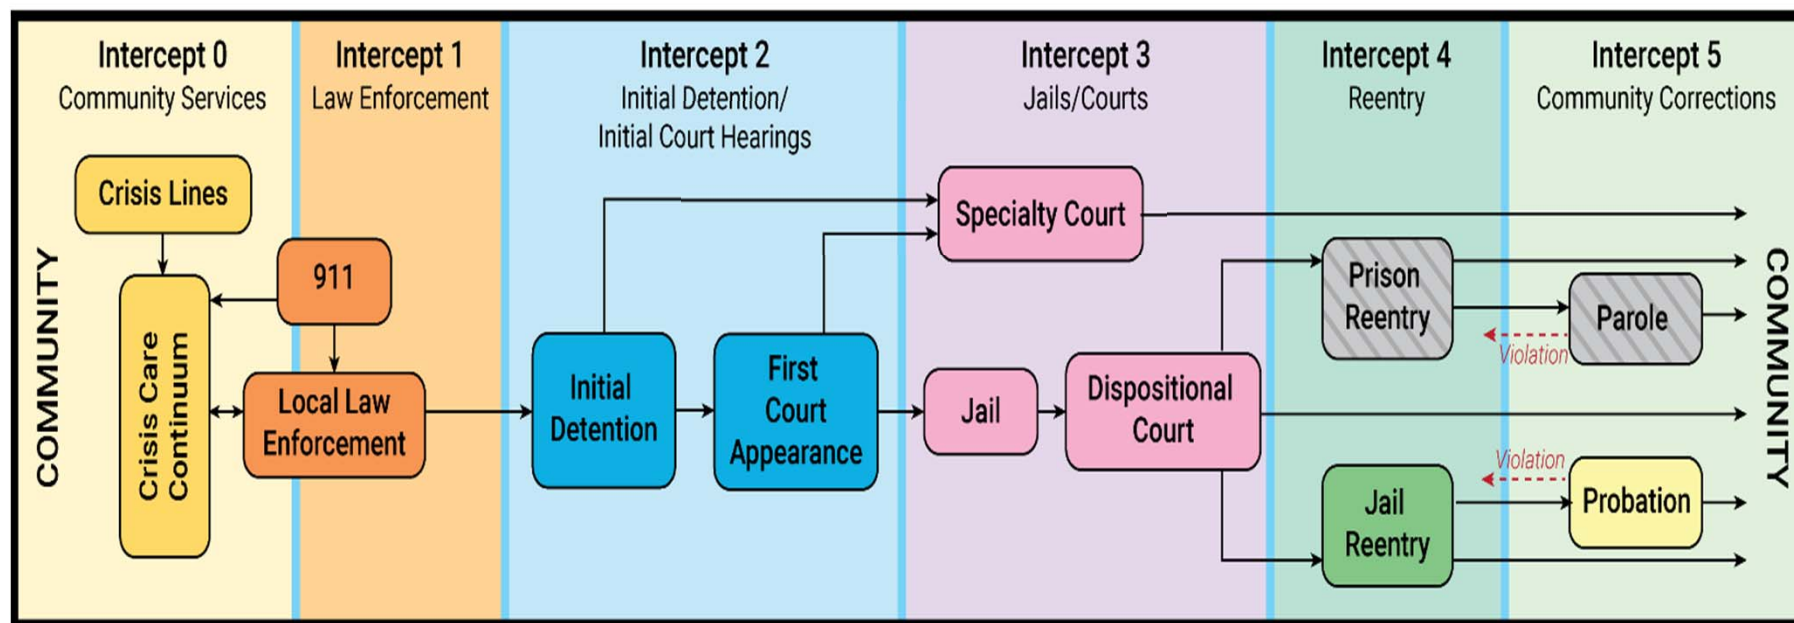 Intercept 0
Community Services
Intercept 1
Law Enforcement
Intercept 2
Initial Detention/
Initial Court Hearings
Intercept 3
Jails/Courts
Intercept 4
Reentry
Intercept 5
Community Corrections
COMMUNITY
Crisis Lines
911
Crisis Care
Continuum
Local Law
Enforcement
Initial
Detention
First
Court
Appearance
Specialty Court
Jail
Dispositional
Court
Prison
Reentry
Parole
Violation
Violation
Jail
Reentry
Probation
COMMUNITY